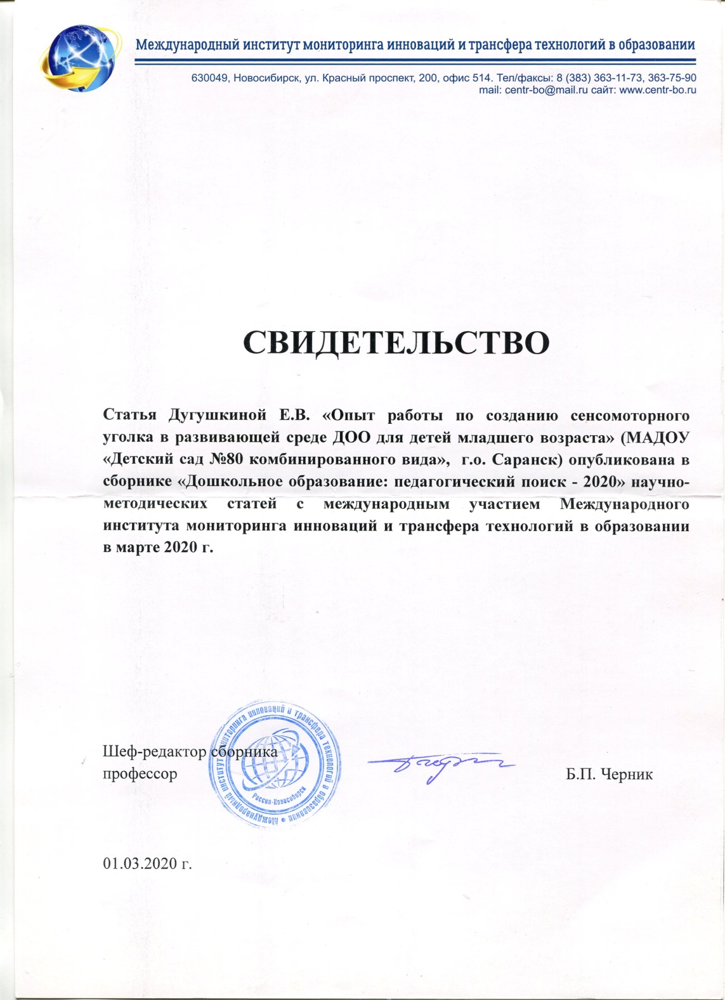 Международный институт мониторинга инноваций и трансфера технологий в образовании
630049, Новосибирск, ул. Красный проспект, 200, офис 514. Тел/факсы: 8 (383) 363-11-73, 363-75-90
mail: centr-bo@mail.ru сайт: www.centr-bo.ru
СВИДЕТЕЛЬСТВО
Статья Дугушкиной Е.В. «Опыт работы по созданию сенсомоторного
уголка в развивающей среде ДОО для детей младшего возраста» (МАДОУ
«Детский сад №80 комбинированного вида», г.о. Саранск) опубликована в
сборнике «Дошкольное образование: педагогический поиск - 2020» научно-
методических статей с международным участием Международного
института мониторинга инноваций и трансфера технологий в образовании
в марте 2020 г.
Шеф-редактор сборника
профессор
Б.П. Черник
Международный институт мониторинга инноваций и трансфера технологий в образовании
Россия-Новосибирск
01.03.2020 г.